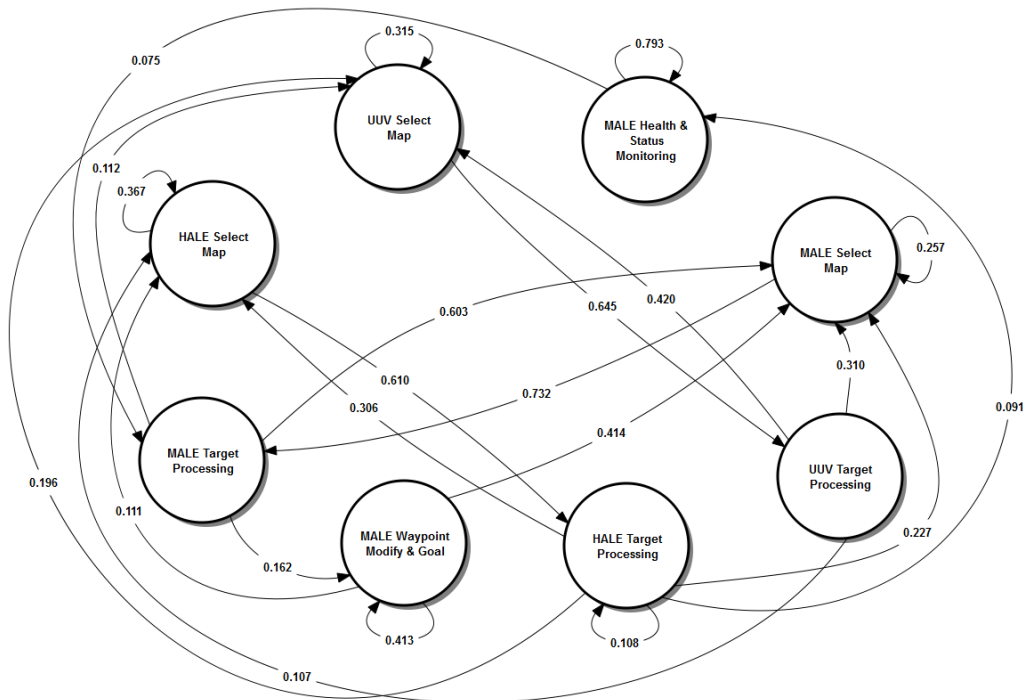 0.315
0.793
0.075
UUV Select
Map
MALE Health &
Status
Monitoring
0.112
0.367
HALE Select
Map
MALE Select
Map
0.257
0.420
0.645
0.603
0.310
0.610
0.732
0.306
0.091
0.414
MALE Target
Processing
UUV Target
Processing
0.196
0.111
0.227
MALE Waypoint
Modify & Goal
HALE Target
Processing
0.162
0.413
0.108
0.107